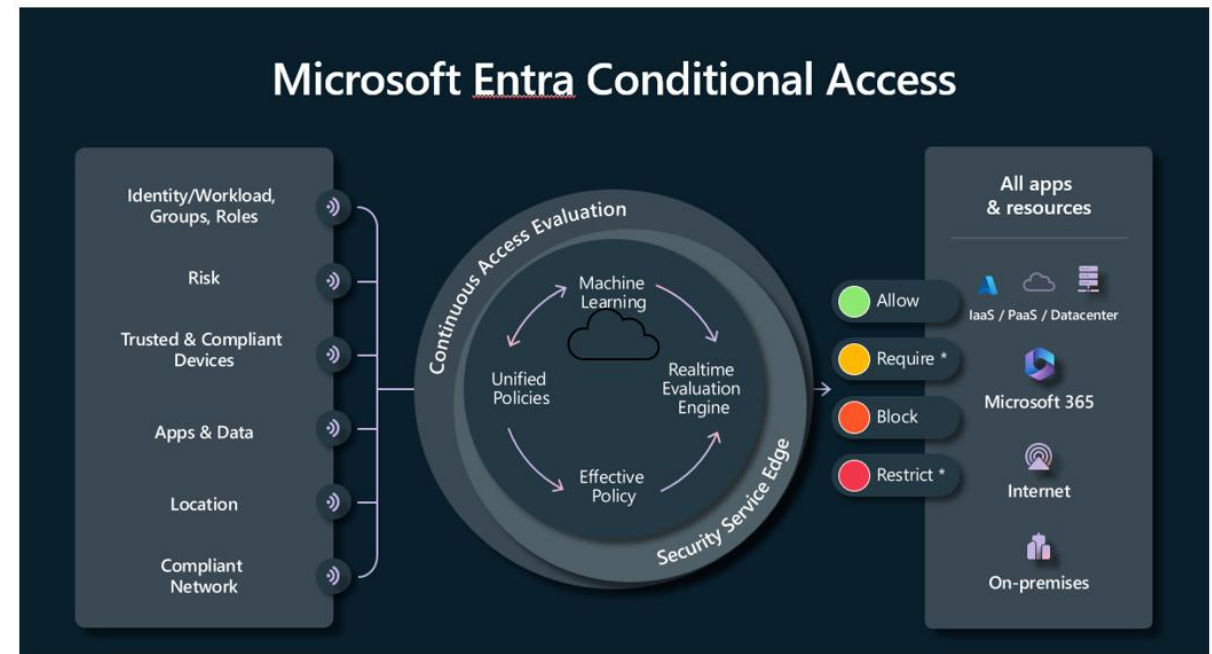 Microsoft Entra Conditional Access
Identity/Workload,
Groups, Roles
Risk
Trusted & Compliant
Devices
Apps & Data
Location
Compliant
Network
Continuous Access Evaluation
Security Service Edge
Machine
Learning
Unified
Policies
Realtime
Evaluation
Engine
Effective
Policy
Allow
Require *
Block
Restrict *
All apps
& resources
IaaS / PaaS / Datacenter
Microsoft 365
Internet
On-premises